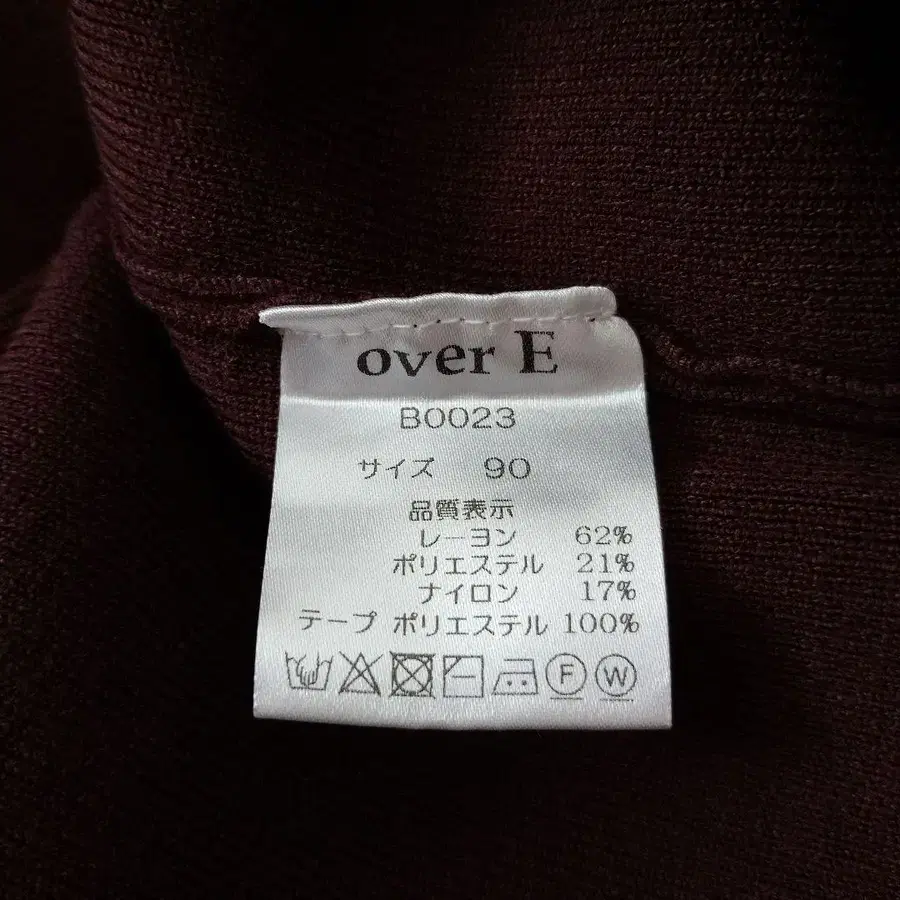 over E
B0023
サイズ 90
品質表示
レーヨン 62%
ポリエステル 21%
ナイロン 17%
テープ ポリエステル 100%
F W